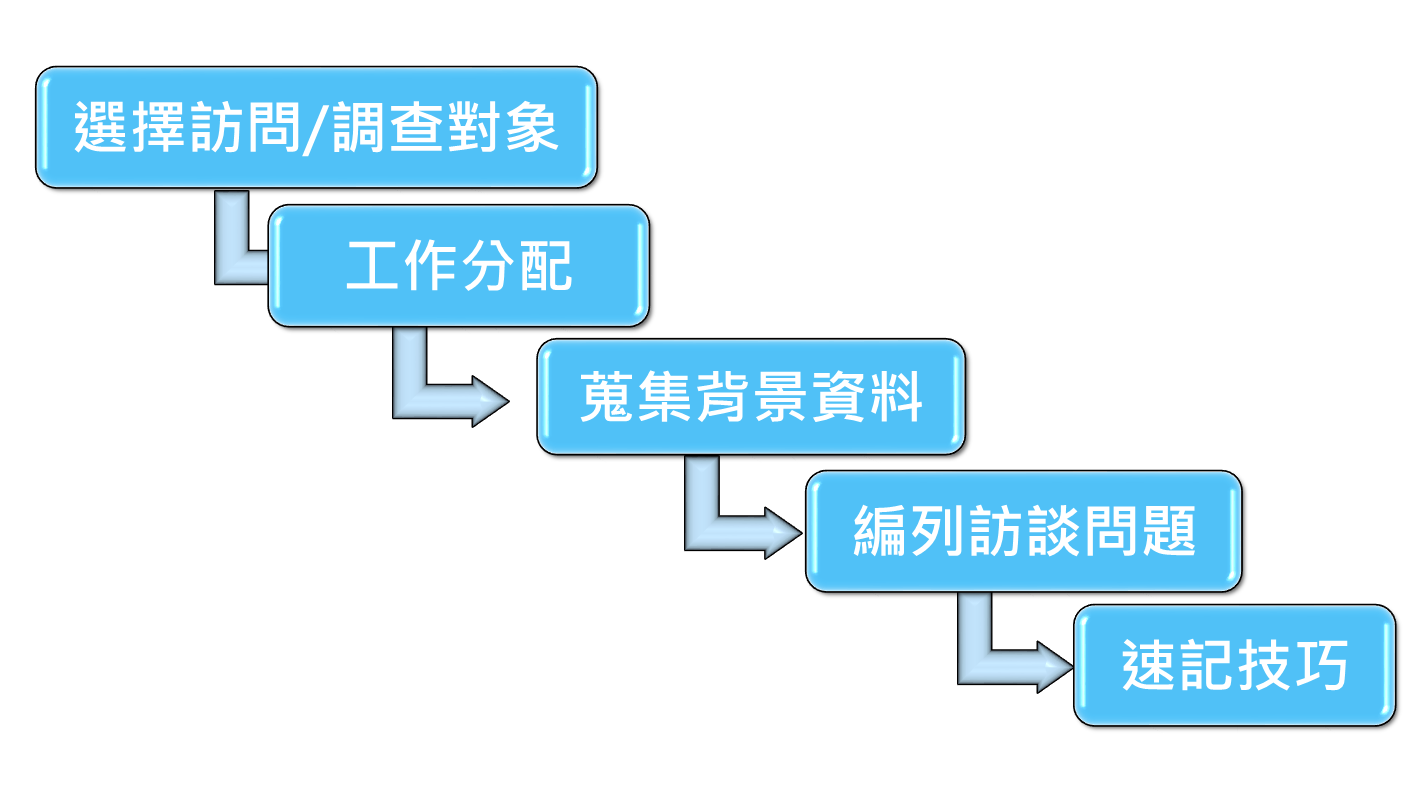 選擇訪問/調查對象
工作分配
蒐集背景資料
編列訪談問題
速記技巧